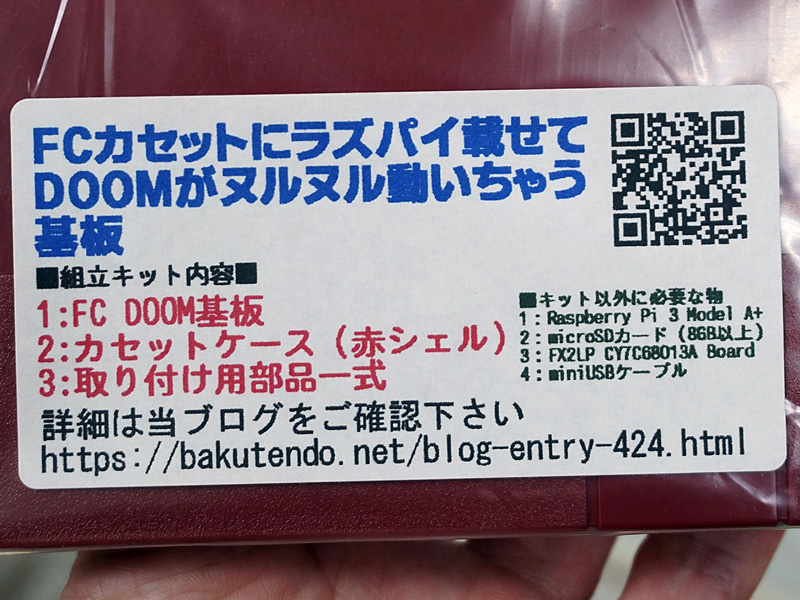 FCカセットにラズパイ載せて
DOOMがヌルヌル動いちゃう
基板
■組立キット内容■
1:FC DOOM基板
2:カセットケース（赤シェル）
3:取り付け用部品一式
■キット以外に必要な物
1:Raspberry Pi 3 Model A+
2:microSDカード（8GB以上）
3:FX2LP CY7C68013A Board
4:miniUSBケーブル
詳細は当ブログをご確認下さい
https://bakutendo.net/blog-entry-424.html